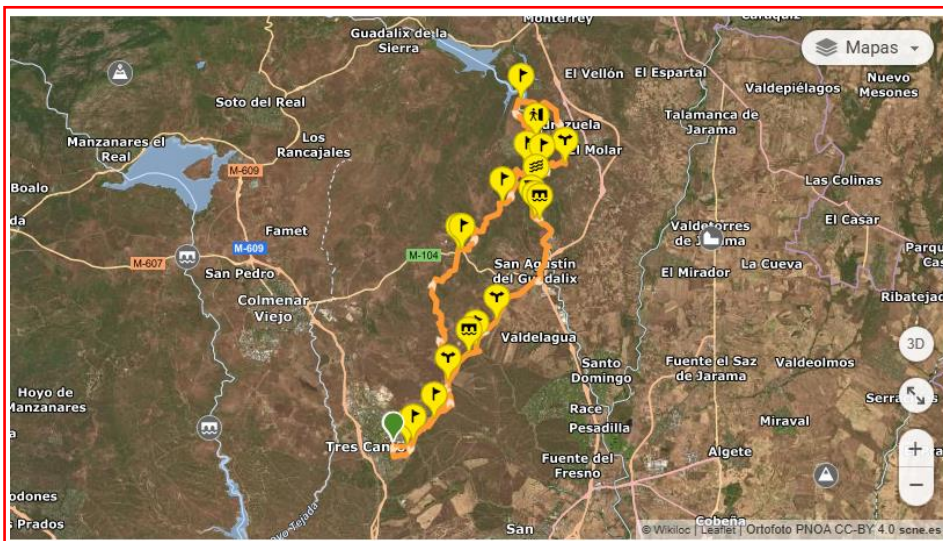 Monterrey
Caraquiz
Guadalix de la
Sierra
Mapas
El Vellón
El Espartal
Valdepiélagos
Nuevo
Mesones
Soto del Real
Talamanca de
Jarama
Manzanares el
Real
Los
Rancajales
El Molar
M-609
Boalo
Las Colinas
El Casar
Famet
M-609
M-104
Valdetorres
de Jarama
M-607
San Pedro
San Agustín
del Guadalix
El Mirador
La Cueva
Colmenar
Viejo
Ribatejad
Valdelagua
3D
Santo
Domingo
Fuente el Saz
de Jarama
Valdeolmos
Hoyo de
Manzanares
Race
Pesadilla
Miraval
Tres Can
Algete
Fuente del
Fresno
+
−
odones
s Prados
San
Cobeña
© Wikiloc | Leaflet | Ortofoto PNOA CC-BY 4.0 scne.es